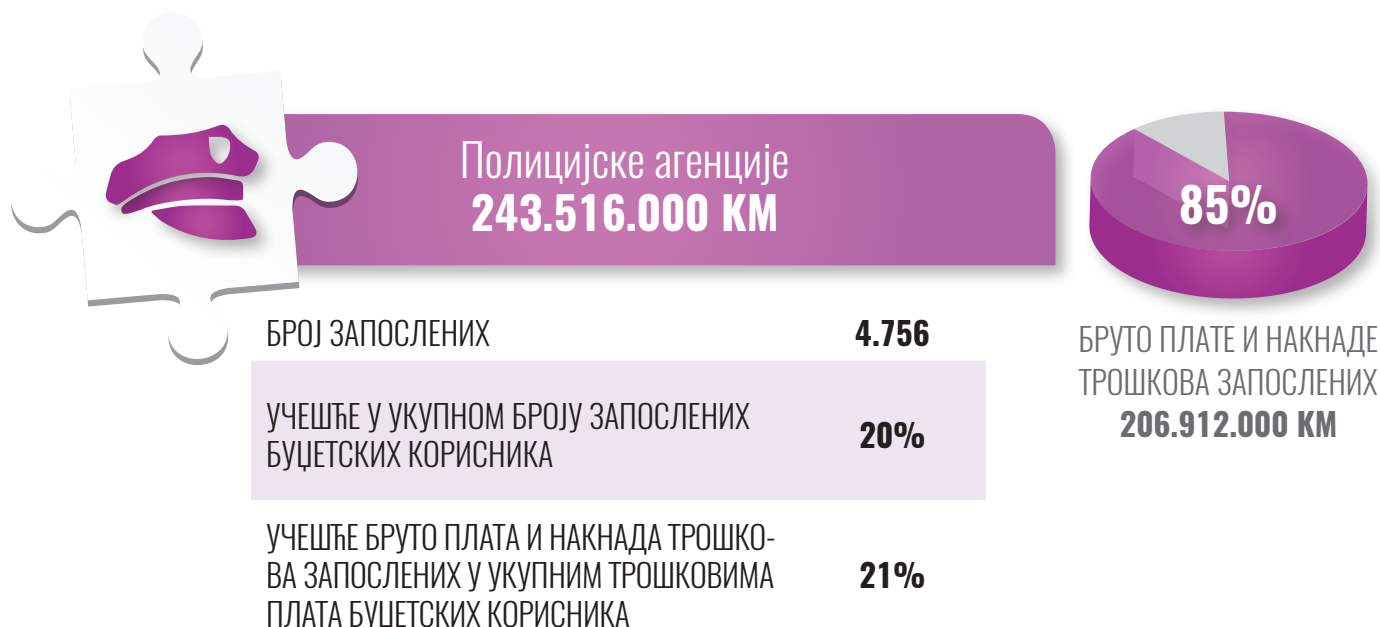 Полицијске агенције
243.516.000 КМ
85%
БРОЈ ЗАПОСЛЕНИХ
4.756
УЧЕШЋЕ У УКУПНОМ БРОЈУ ЗАПОСЛЕНИХ
БУЏЕТСКИХ КОРИСНИКА
20%
УЧЕШЋЕ БРУТО ПЛАТА И НАКНАДА ТРОШКО-
ВА ЗАПОСЛЕНИХ У УКУПНИМ ТРОШКОВИМА
ПЛАТА БУЏЕТСКИХ КОРИСНИКА
21%
БРУТО ПЛАТЕ И НАКНАДЕ
ТРОШКОВА ЗАПОСЛЕНИХ
206.912.000 КМ